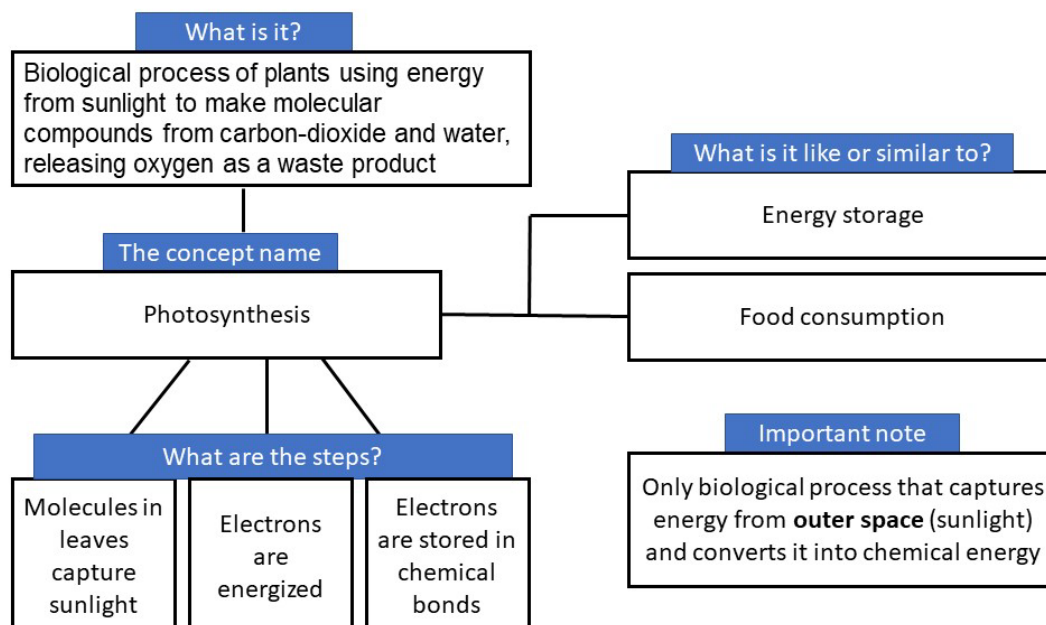 What is it?
Biological process of plants using energy
from sunlight to make molecular
compounds from carbon-dioxide and water,
releasing oxygen as a waste product
What is it like or similar to?
Energy storage
The concept name
Photosynthesis
Food consumption
Important note
Only biological process that captures
energy from outer space (sunlight)
and converts it into chemical energy
What are the steps?
Molecules in
leaves
capture
sunlight
Electrons
are
energized
Electrons
are stored in
chemical
bonds